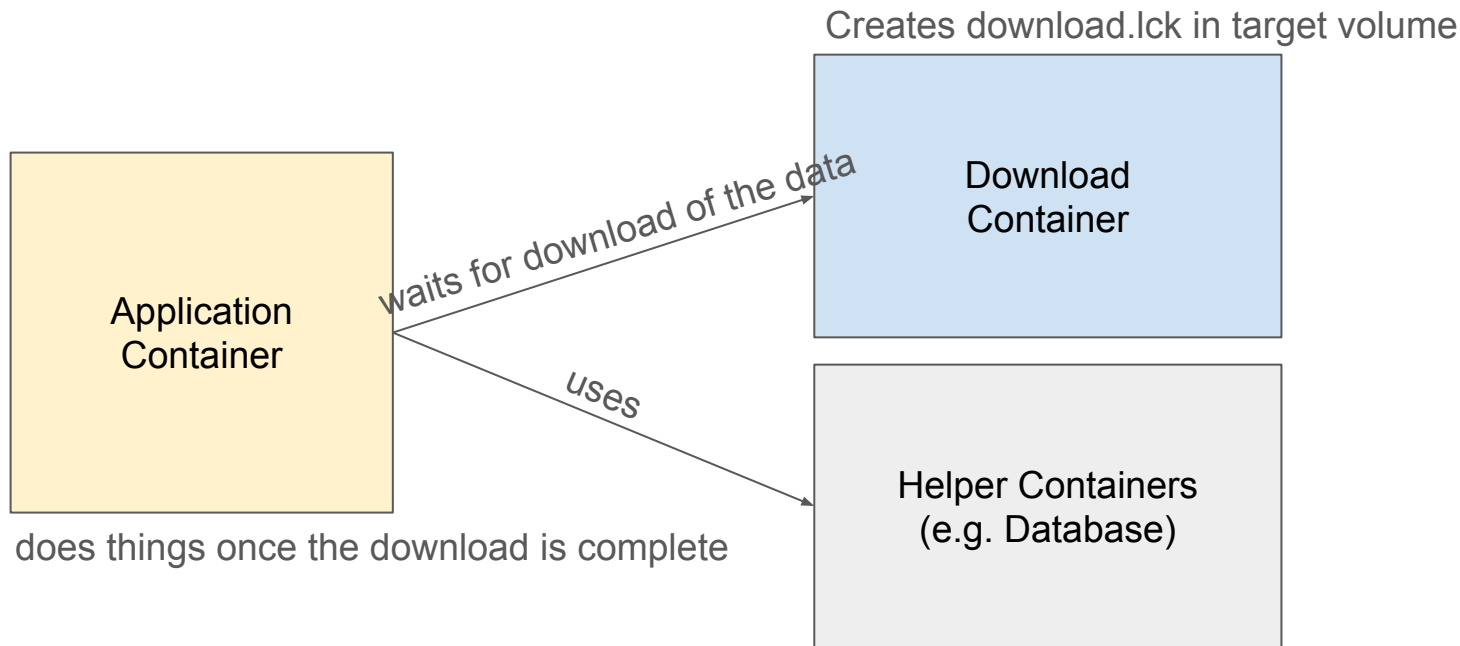 Creates download.lck in target volume
Download
Container
waits for download of the data
Application
Container
uses
Helper Containers
(e.g. Database)
does things once the download is complete